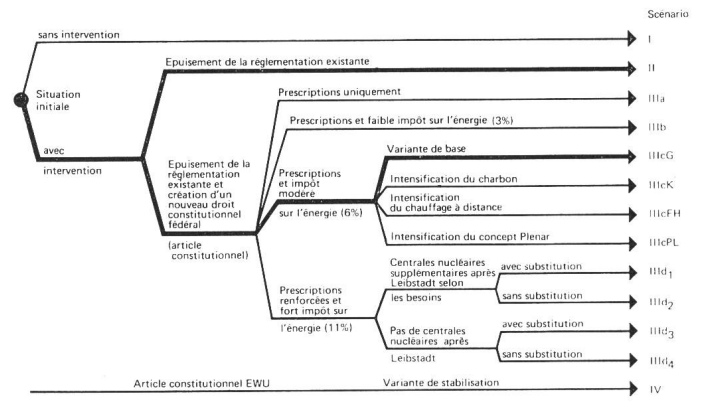 Scénario
sans intervention
I
Epuisement de la règlementation existante
II
Situation
initiale
Prescriptions uniquement
IIIa
Prescriptions et faible impôt sur l'énergie (3%)
IIIb
avec
intervention
Epuisement de la
règlementation
existante et
création d'un
nouveau droit
constitutionnel
fédéral
(article
constitutionnel)
Prescriptions
et impôt
modéré
sur l'énergie (6%)
Variante de base
IIIcG
Intensification du charbon
IIIcK
Intensification
du chauffage à distance
IIIcFH
Intensification du concept Plenar
IIIcPL
Prescriptions
renforcées et
fort impôt sur
l'énergie (11%)
Centrales nucléaires
supplémentaires après
Leibstadt selon
les besoins
avec substitution
IIId1
sans substitution
IIId2
Pas de centrales
nucléaires après
Leibstadt
avec substitution
IIId3
sans substitution
IIId4
Article constitutionnel EWU
Variante de stabilisation
IV